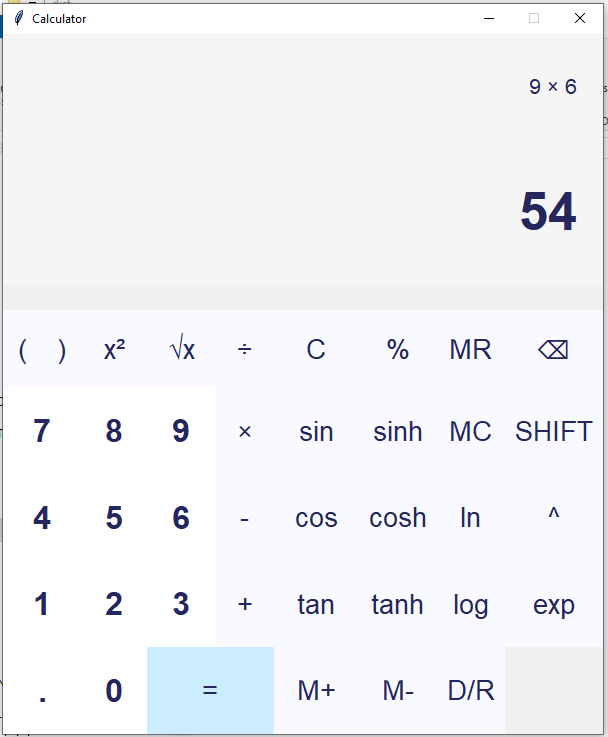 Calculator
9 × 6
54
( ) x² √x ÷ C % MR ⌫
7 8 9 × sin sinh MC SHIFT
4 5 6 - cos cosh ln ^
1 2 3 + tan tanh log exp
. 0 = M+ M- D/R